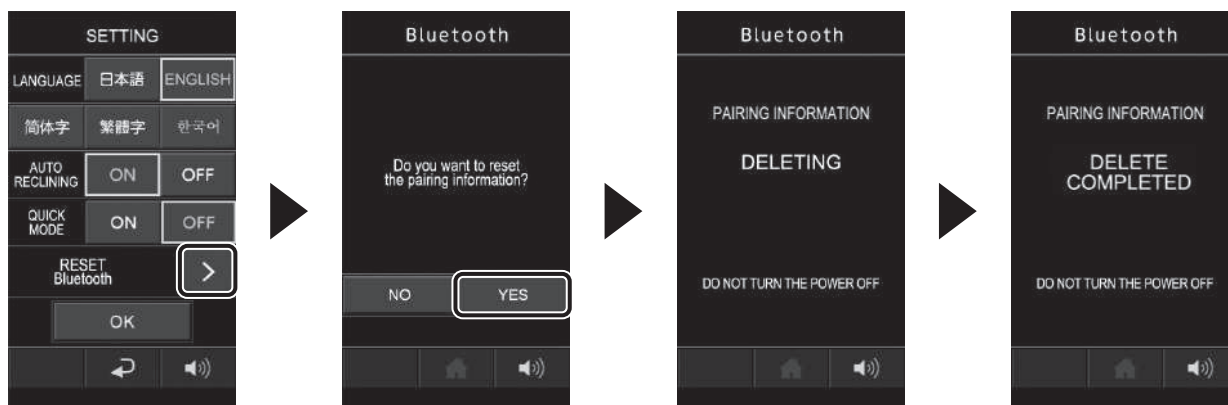 SETTING
LANGUAGE 日本語 ENGLISH
简体字 繁體字 한국어
AUTO
RECLINING ON OFF
QUICK
MODE ON OFF
RESET
Bluetooth >
OK
Bluetooth
Do you want to reset
the pairing information?
NO YES
Bluetooth
PAIRING INFORMATION
DELETING
DO NOT TURN THE POWER OFF
Bluetooth
PAIRING INFORMATION
DELETE
COMPLETED
DO NOT TURN THE POWER OFF